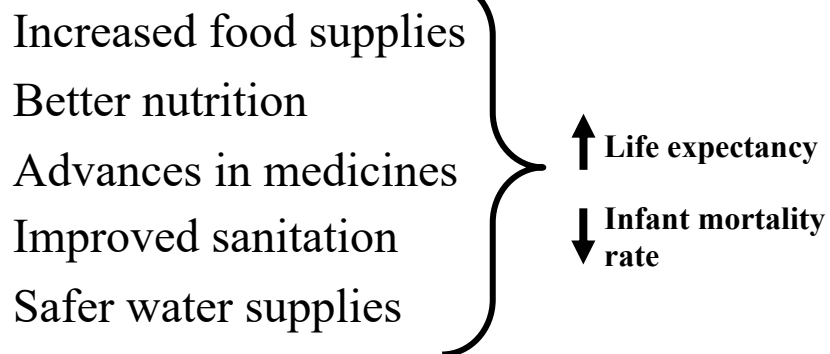 Increased food supplies
Better nutrition
Advances in medicines
Improved sanitation
Safer water supplies
Life expectancy
Infant mortality
rate